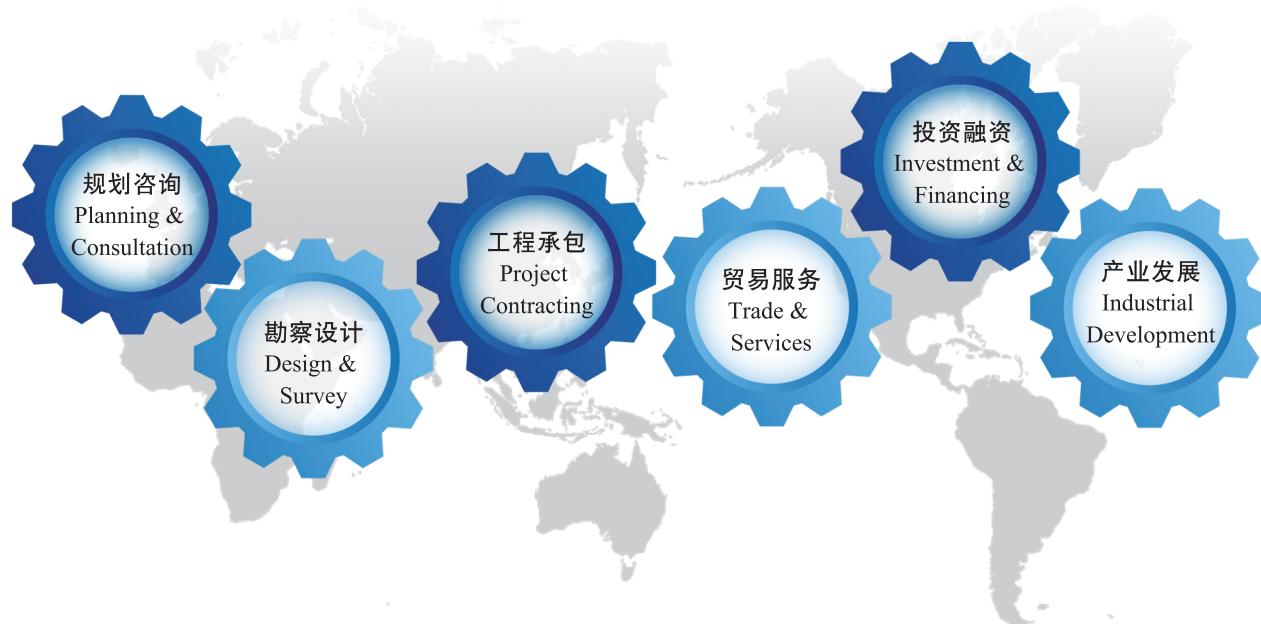 规划咨询
Planning &
Consultation
勘察设计
Design &
Survey
工程承包
Project
Contracting
贸易服务
Trade &
Services
投资融资
Investment &
Financing
产业发展
Industrial
Development